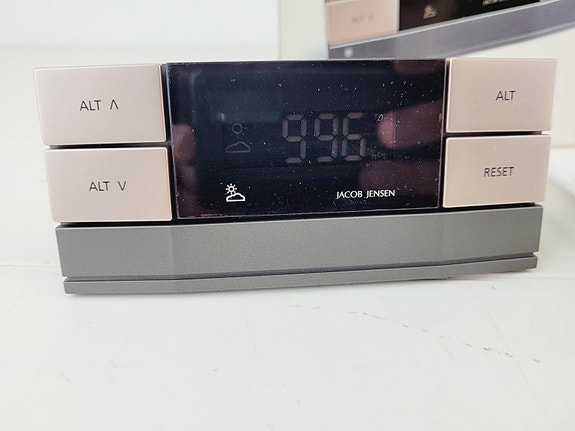 ALT Λ
ALT V
996
JACOB JENSEN
ALT
RESET